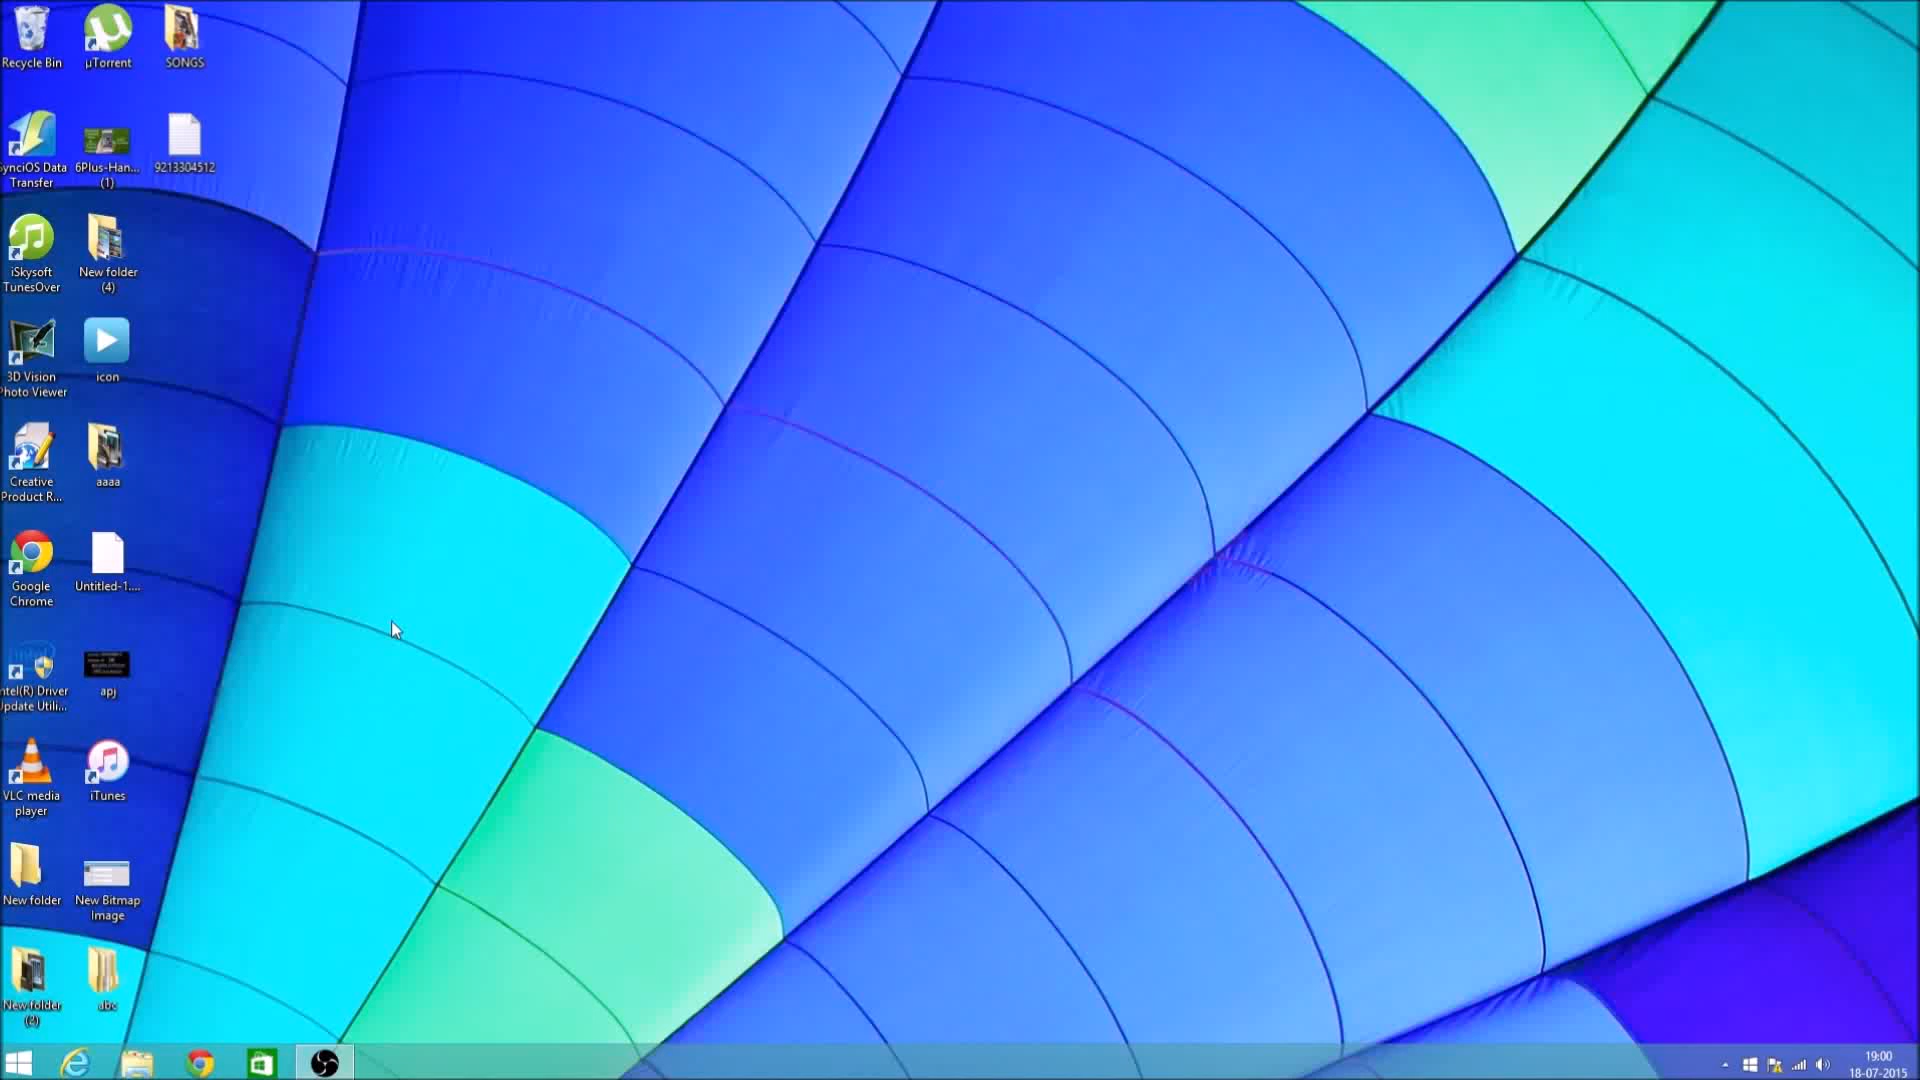 Recycle Bin
µTorrent
SONGS
SynciOS Data
Transfer
6Plus-Han...
(1)
9213304512
iSkysoft
TunesOver
New folder
(4)
3D Vision
Photo Viewer
icon
Creative
Product R...
aaaa
Google
Chrome
Untitled-1....
Intel(R) Driver
Update Utili...
apj
VLC media
player
iTunes
New folder
New Bitmap
Image
New folder
(2)
abc
19:00
18-07-2015